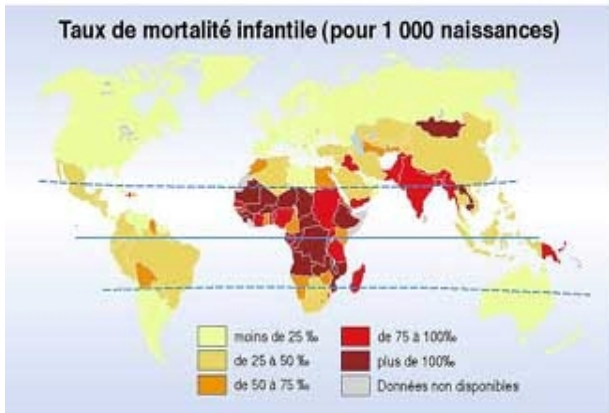 Taux de mortalité infantile (pour 1 000 naissances)
moins de 25 ‰
de 25 à 50 ‰
de 50 à 75 ‰
de 75 à 100‰
plus de 100‰
Données non disponibles